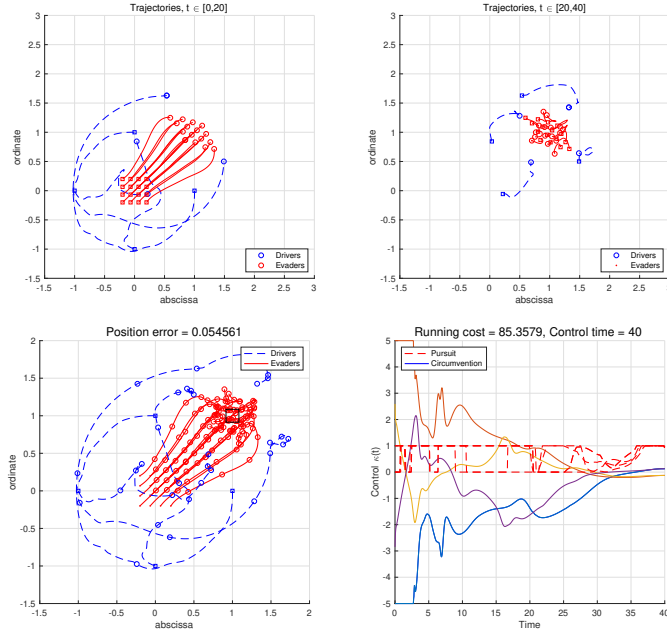 Trajectories, t ∈ [0,20]
3
2.5
2
1.5
1
0.5
0
-0.5
-1
-1.5
ordinate
-1.5 -1 -0.5 0 0.5 1 1.5 2 2.5 3
abscissa
Drivers
Evaders
Trajectories, t ∈ [20,40]
3
2.5
2
1.5
1
0.5
0
-0.5
-1
-1.5
ordinate
-1.5 -1 -0.5 0 0.5 1 1.5 2 2.5 3
abscissa
Drivers
Evaders
Position error = 0.054561
2
1.5
1
0.5
0
-0.5
-1
-1.5
ordinate
-1.5 -1 -0.5 0 0.5 1 1.5 2
abscissa
Drivers
Evaders
Running cost = 85.3579, Control time = 40
5
4
3
2
1
0
-1
-2
-3
-4
-5
Control κ(t)
0 5 10 15 20 25 30 35 40
Time
Pursuit
Circumvention